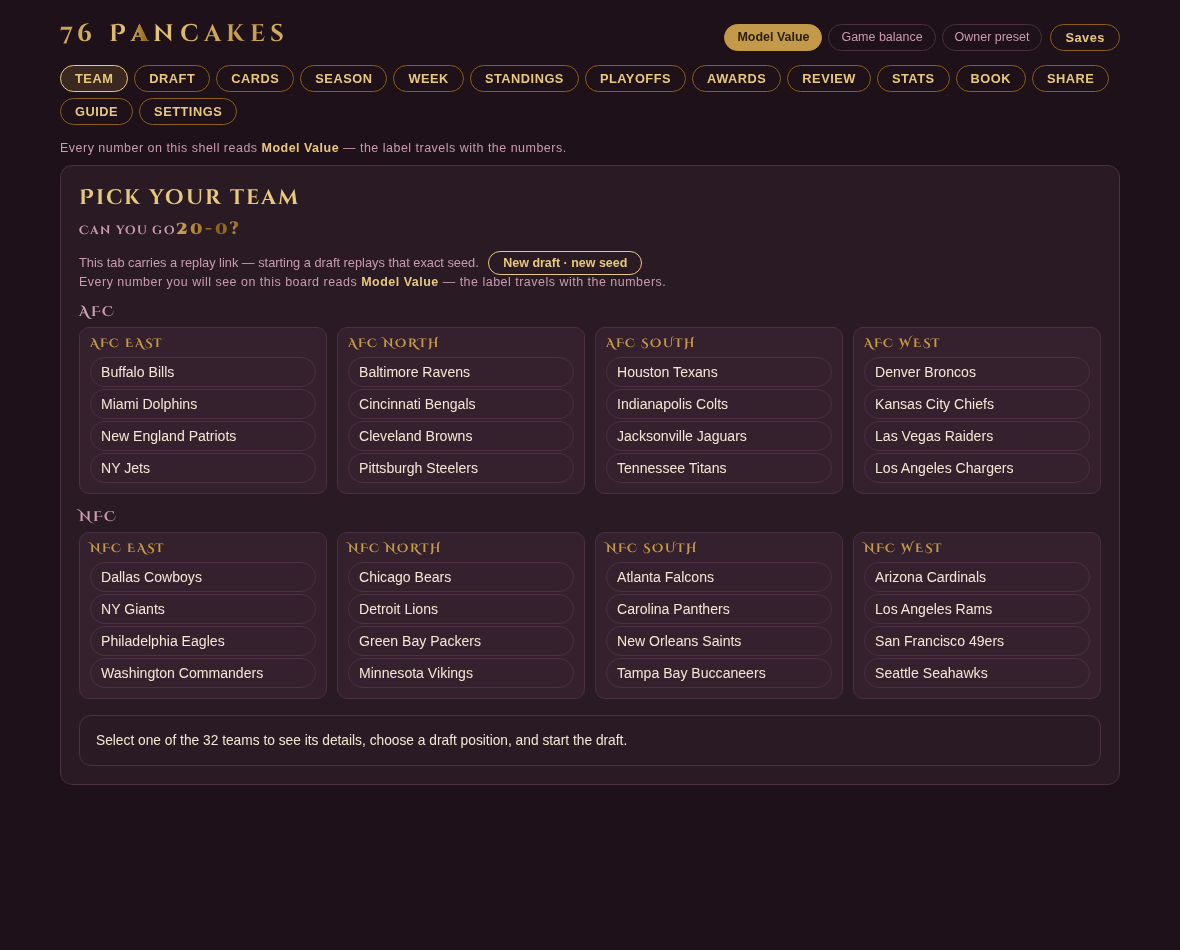 76 PANCAKES
Model Value Game balance Owner preset Saves
TEAM DRAFT CARDS SEASON WEEK STANDINGS PLAYOFFS AWARDS REVIEW STATS BOOK SHARE
GUIDE SETTINGS
Every number on this shell reads Model Value — the label travels with the numbers.
PICK YOUR TEAM
CAN YOU GO 20-0?
This tab carries a replay link — starting a draft replays that exact seed. New draft · new seed
Every number you will see on this board reads Model Value — the label travels with the numbers.
AFC
AFC EAST AFC NORTH AFC SOUTH AFC WEST
Buffalo Bills Baltimore Ravens Houston Texans Denver Broncos
Miami Dolphins Cincinnati Bengals Indianapolis Colts Kansas City Chiefs
New England Patriots Cleveland Browns Jacksonville Jaguars Las Vegas Raiders
NY Jets Pittsburgh Steelers Tennessee Titans Los Angeles Chargers
NFC
NFC EAST NFC NORTH NFC SOUTH NFC WEST
Dallas Cowboys Chicago Bears Atlanta Falcons Arizona Cardinals
NY Giants Detroit Lions Carolina Panthers Los Angeles Rams
Philadelphia Eagles Green Bay Packers New Orleans Saints San Francisco 49ers
Washington Commanders Minnesota Vikings Tampa Bay Buccaneers Seattle Seahawks
Select one of the 32 teams to see its details, choose a draft position, and start the draft.